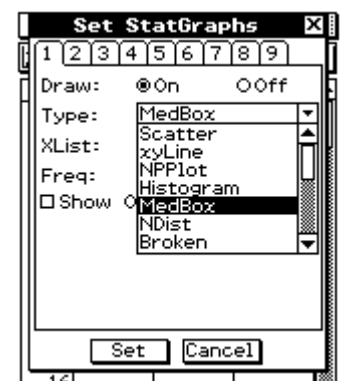 Set StatGraphs X
1 2 3 4 5 6 7 8 9
Draw: On Off
Type: MedBox
Scatter
XList: xyLine
NPPlot
Freq: Histogram
Show MedBox
NDist
Broken
Set Cancel
16